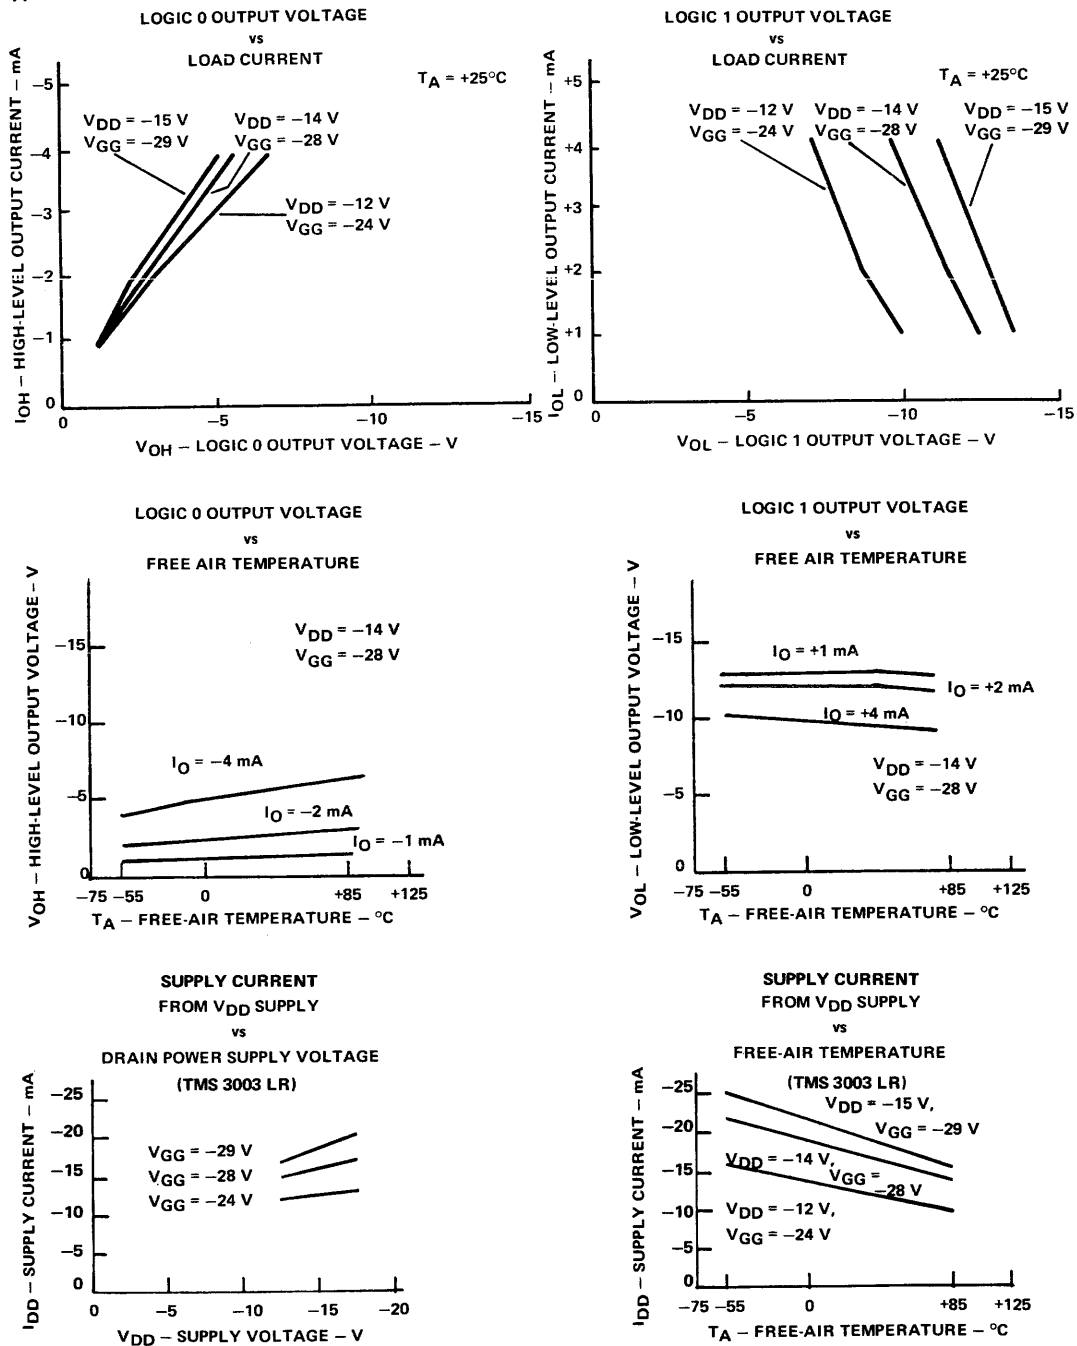 LOGIC 0 OUTPUT VOLTAGE
vs
LOAD CURRENT
TA = +25°C
IOH – HIGH-LEVEL OUTPUT CURRENT – mA
–5
–4
–3
–2
–1
0
VDD = –15 V
VGG = –29 V
VDD = –14 V
VGG = –28 V
VDD = –12 V
VGG = –24 V
0
–5
–10
–15
VOH – LOGIC 0 OUTPUT VOLTAGE – V
LOGIC 1 OUTPUT VOLTAGE
vs
LOAD CURRENT
TA = +25°C
IOL – LOW-LEVEL OUTPUT CURRENT – mA
+5
+4
+3
+2
+1
0
VDD = –12 V
VGG = –24 V
VDD = –14 V
VGG = –28 V
VDD = –15 V
VGG = –29 V
0
–5
–10
–15
VOL – LOGIC 1 OUTPUT VOLTAGE – V
LOGIC 0 OUTPUT VOLTAGE
vs
FREE AIR TEMPERATURE
VOH – HIGH-LEVEL OUTPUT VOLTAGE – V
–15
–10
–5
0
VDD = –14 V
VGG = –28 V
IO = –4 mA
IO = –2 mA
IO = –1 mA
–75 –55
0
+85
+125
TA – FREE-AIR TEMPERATURE – °C
LOGIC 1 OUTPUT VOLTAGE
vs
FREE AIR TEMPERATURE
VOL – LOW-LEVEL OUTPUT VOLTAGE – V
–15
–10
–5
0
IO = +1 mA
IO = +2 mA
IO = +4 mA
VDD = –14 V
VGG = –28 V
–75 –55
0
+85
+125
TA – FREE-AIR TEMPERATURE – °C
SUPPLY CURRENT
FROM VDD SUPPLY
vs
DRAIN POWER SUPPLY VOLTAGE
(TMS 3003 LR)
IDD – SUPPLY CURRENT – mA
–25
–20
–15
–10
–5
0
VGG = –29 V
VGG = –28 V
VGG = –24 V
0
–5
–10
–15
–20
VDD – SUPPLY VOLTAGE – V
SUPPLY CURRENT
FROM VDD SUPPLY
vs
FREE-AIR TEMPERATURE
(TMS 3003 LR)
IDD – SUPPLY CURRENT – mA
–25
–20
–15
–10
–5
0
VDD = –15 V,
VGG = –29 V
VDD = –14 V,
VGG =
–28 V
VDD = –12 V,
VGG = –24 V
–75 –55
0
+85
+125
TA – FREE-AIR TEMPERATURE – °C